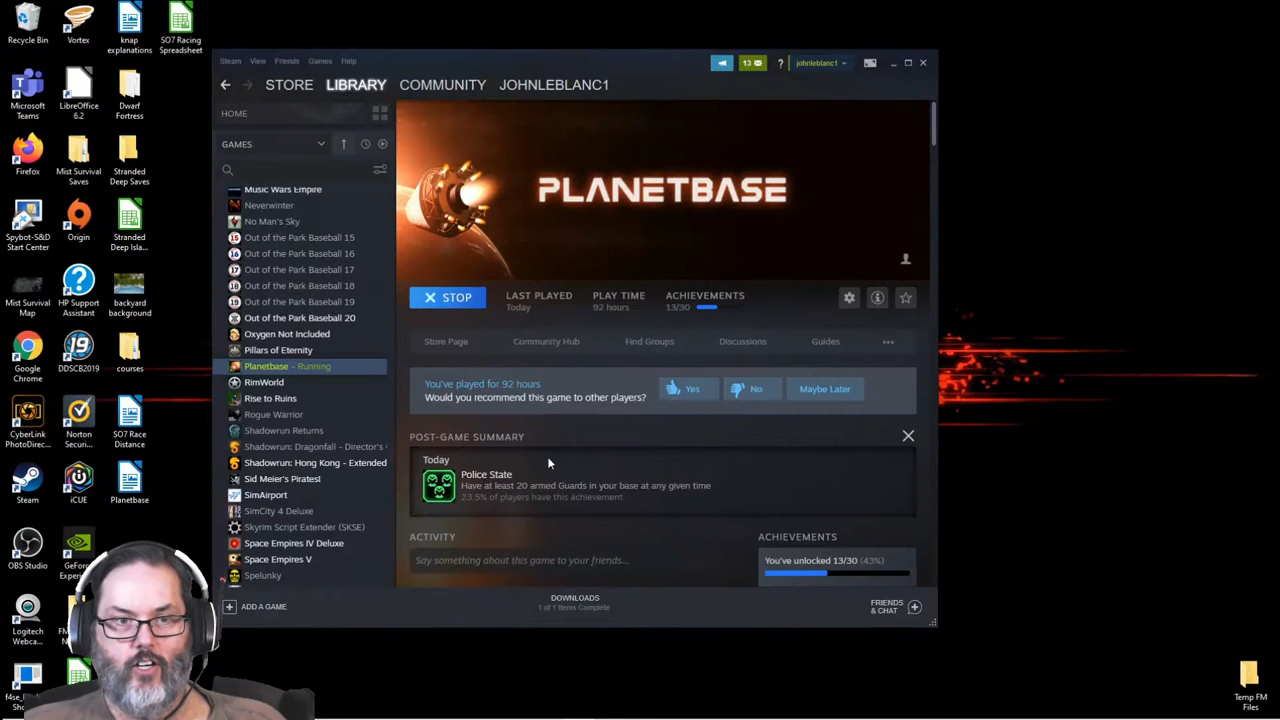 Recycle Bin
Vortex
knap explanations
SO7 Racing Spreadsheet
Microsoft Teams
LibreOffice 6.2
Dwarf Fortress
Firefox
Mist Survival Saves
Stranded Deep Saves
Spybot-S&D Start Center
Origin
Stranded Deep Isla...
Mist Survival Map
HP Support Assistant
backyard background
Google Chrome
DDSCB2019
courses
CyberLink PhotoDirec...
Norton Securi...
SO7 Race Distance
Steam
iCUE
Planetbase
OBS Studio
GeForce
Logitech Webca...
Temp FM Files
Steam View Friends Games Help
13
?
johnleblanc1
STORE LIBRARY COMMUNITY JOHNLEBLANC1
HOME
GAMES
Music Wars Empire
Neverwinter
No Man's Sky
Out of the Park Baseball 15
Out of the Park Baseball 16
Out of the Park Baseball 17
Out of the Park Baseball 18
Out of the Park Baseball 19
Out of the Park Baseball 20
Oxygen Not Included
Pillars of Eternity
Planetbase - Running
RimWorld
Rise to Ruins
Rogue Warrior
Shadowrun Returns
Shadowrun: Dragonfall - Director's
Shadowrun: Hong Kong - Extended
Sid Meier's Pirates!
SimAirport
SimCity 4 Deluxe
Skyrim Script Extender (SKSE)
Space Empires IV Deluxe
Space Empires V
Spelunky
ADD A GAME
PLANETBASE
STOP
LAST PLAYED
Today
PLAY TIME
92 hours
ACHIEVEMENTS
13/30
Store Page Community Hub Find Groups Discussions Guides ...
You've played for 92 hours
Would you recommend this game to other players?
Yes No Maybe Later
POST-GAME SUMMARY
Today
Police State
Have at least 20 armed Guards in your base at any given time
23.5% of players have this achievement
ACTIVITY
Say something about this game to your friends...
ACHIEVEMENTS
You've unlocked 13/30 (43%)
DOWNLOADS
1 of 1 Items Complete
FRIENDS & CHAT